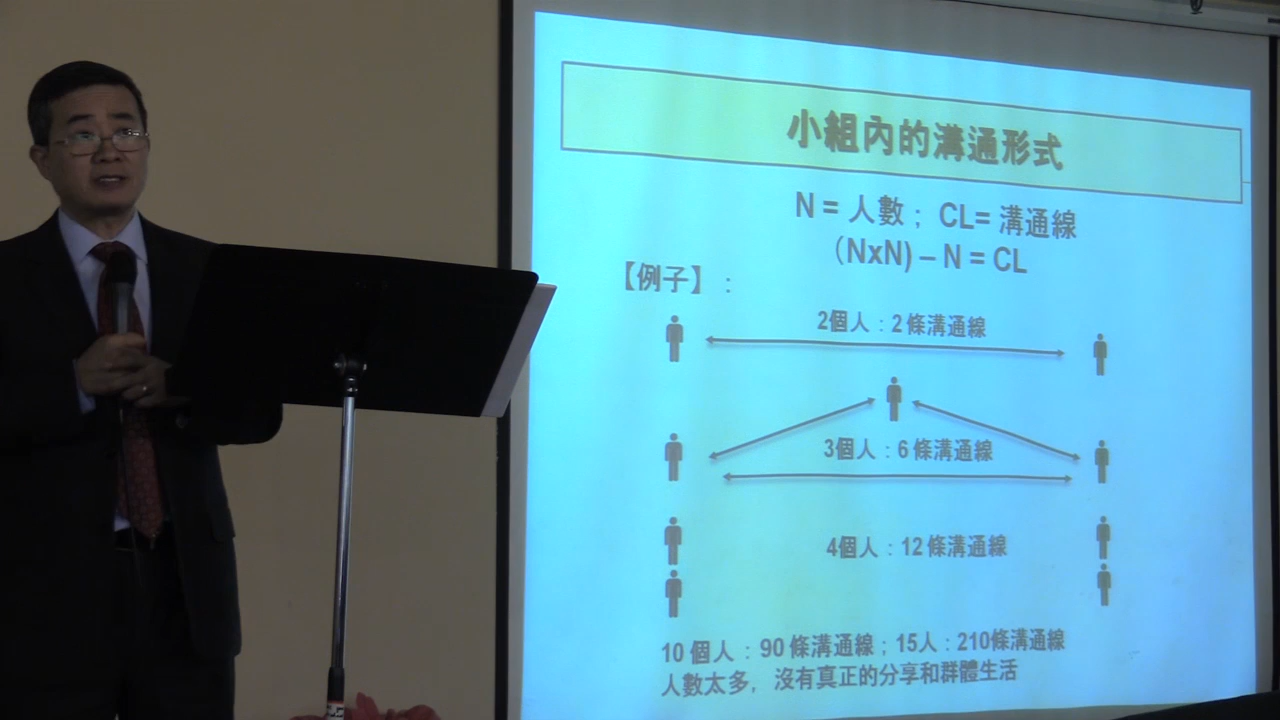 小組內的溝通形式
N = 人數； CL= 溝通線
（NxN) – N = CL
【例子】：
2個人：2 條溝通線
3個人：6 條溝通線
4個人：12 條溝通線
10 個人：90 條溝通線；15人：210條溝通線
人數太多，沒有真正的分享和群體生活